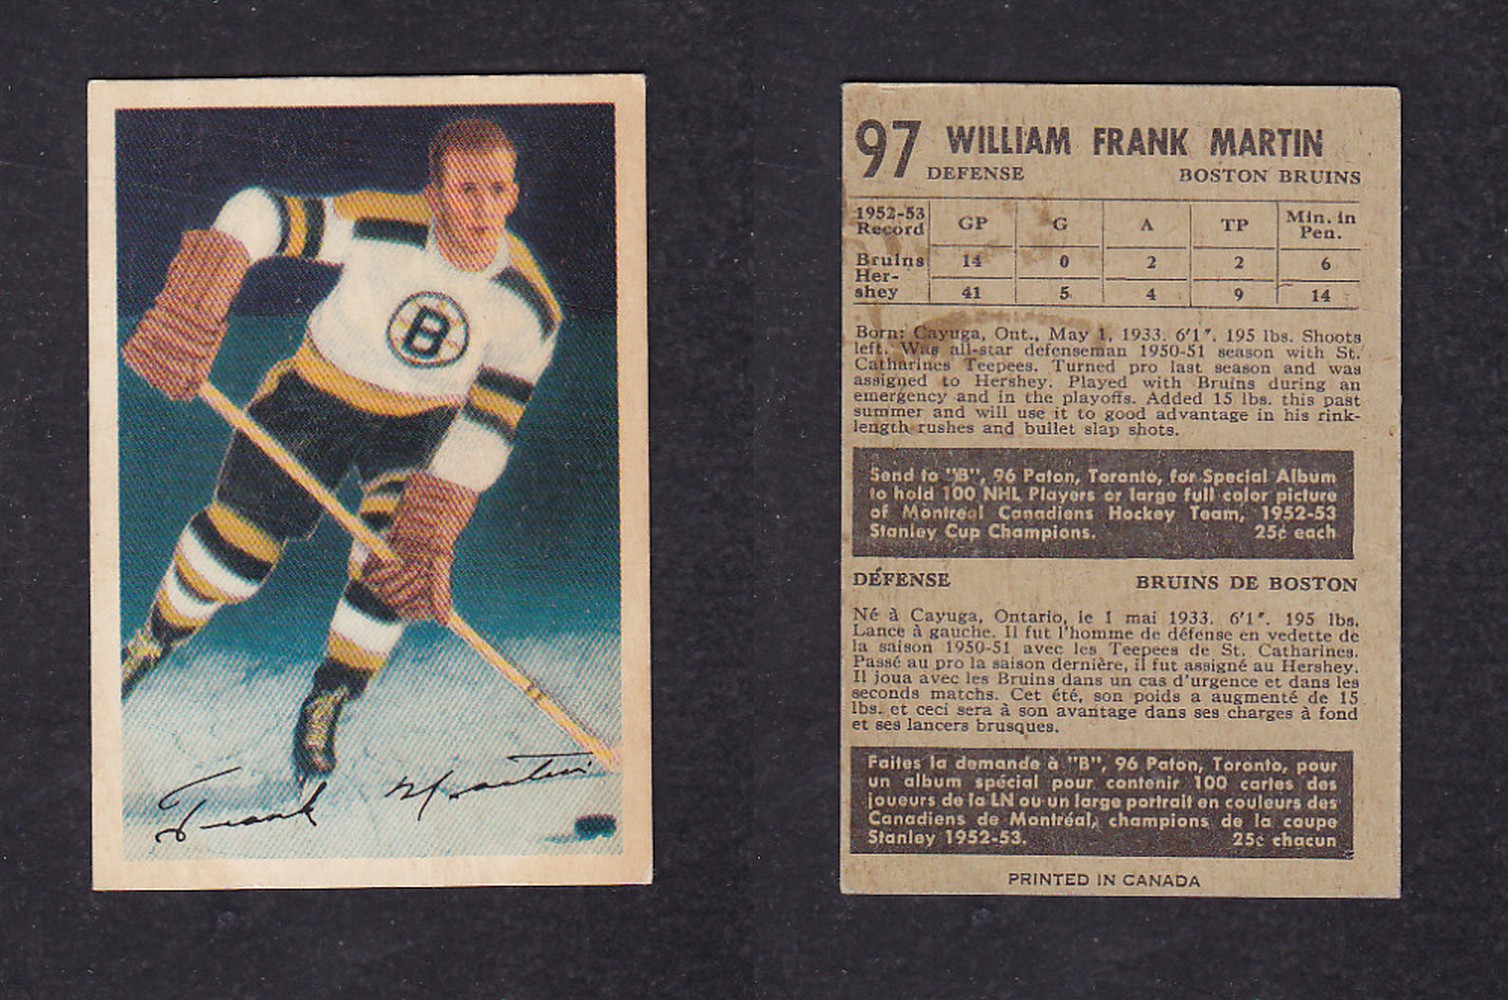 B
Frank Martin
97 WILLIAM FRANK MARTIN
DEFENSE BOSTON BRUINS
1952-53 Record GP G A TP Min. in Pen.
Bruins 14 0 2 2 6
Her-shey 41 5 4 9 14
Born: Cayuga, Ont., May 1, 1933. 6'1". 195 lbs. Shoots
left. Was all-star defenseman 1950-51 season with St.
Catharines Teepees. Turned pro last season and was
assigned to Hershey. Played with Bruins during an
emergency and in the playoffs. Added 15 lbs. this past
summer and will use it to good advantage in his rink-
length rushes and bullet slap shots.
Send to "B", 96 Paton, Toronto, for Special Album
to hold 100 NHL Players or large full color picture
of Montreal Canadiens Hockey Team, 1952-53
Stanley Cup Champions. 25¢ each
DÉFENSE BRUINS DE BOSTON
Né à Cayuga, Ontario, le 1 mai 1933. 6'1". 195 lbs.
Lance à gauche. Il fut l'homme de défense en vedette de
la saison 1950-51 avec les Teepees de St. Catharines.
Passé au pro la saison dernière, il fut assigné au Hershey.
Il joua avec les Bruins dans un cas d'urgence et dans les
seconds matchs. Cet été, son poids a augmenté de 15
lbs. et ceci sera à son avantage dans ses charges à fond
et ses lancers brusques.
Faites la demande à "B", 96 Paton, Toronto, pour
un album spécial pour contenir 100 cartes des
joueurs de la LN ou un large portrait en couleurs des
Canadiens de Montréal, champions de la coupe
Stanley 1952-53. 25¢ chacun
PRINTED IN CANADA